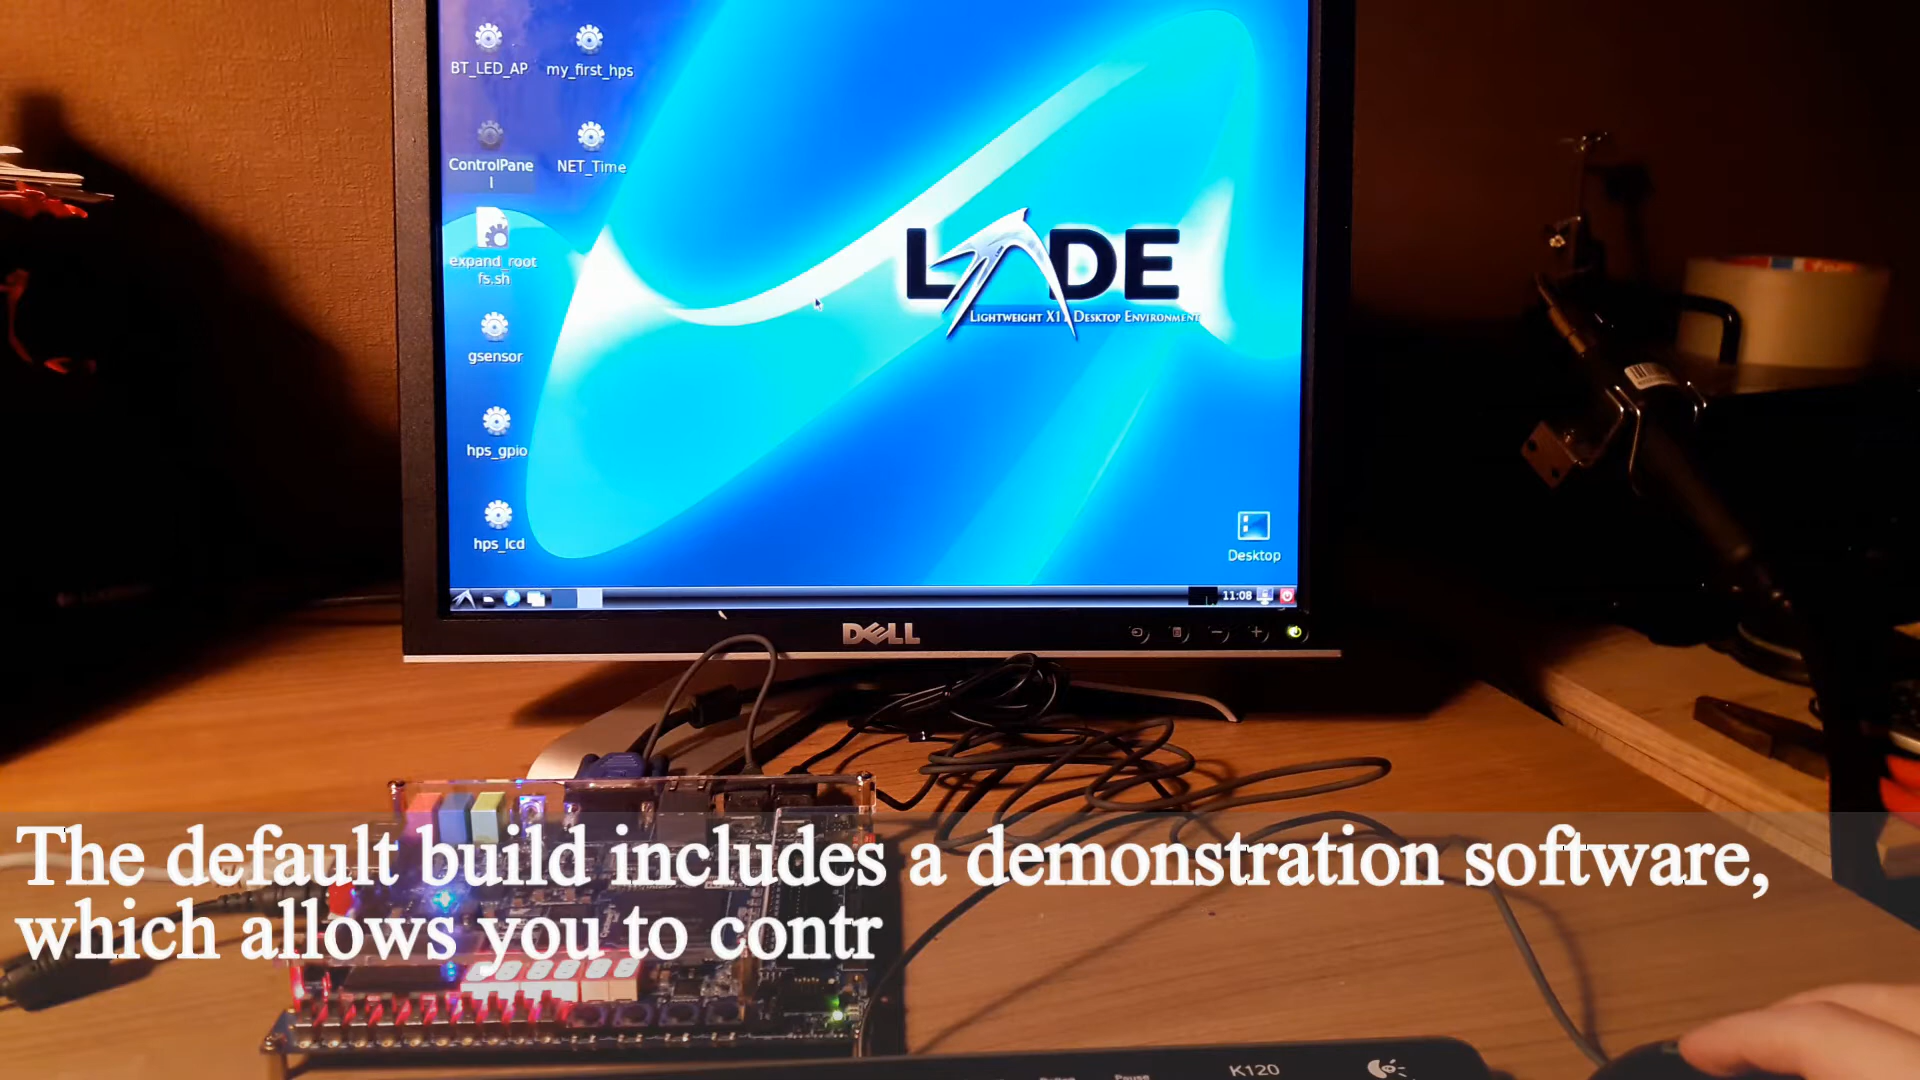 BT_LED_AP
my_first_hps
ControlPane
l
NET_Time
expand_root
fs.sh
gsensor
hps_gpio
hps_lcd
LXDE
LIGHTWEIGHT X11 DESKTOP ENVIRONMENT
Desktop
11:08
DELL
The default build includes a demonstration software,
which allows you to contr
K120
Pause